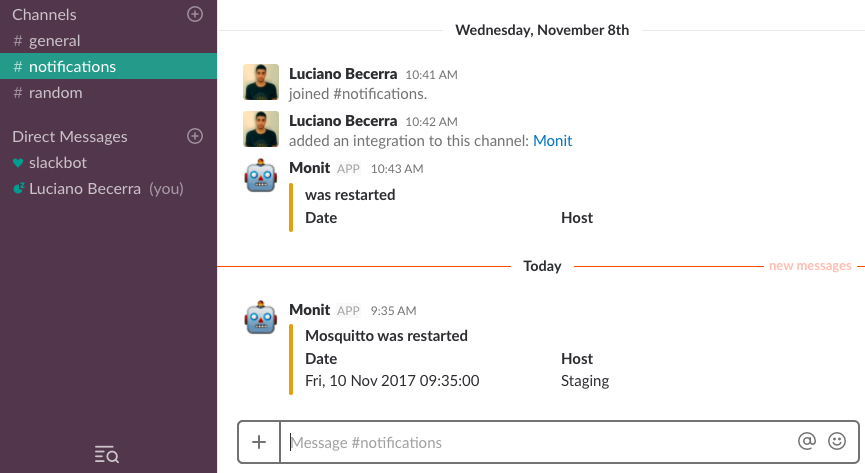 Channels
# general
# notifications
# random
Direct Messages
slackbot
Luciano Becerra (you)
Wednesday, November 8th
Luciano Becerra 10:41 AM
joined #notifications.
Luciano Becerra 10:42 AM
added an integration to this channel: Monit
Monit APP 10:43 AM
was restarted
Date Host
Today new messages
Monit APP 9:35 AM
Mosquitto was restarted
Date Host
Fri, 10 Nov 2017 09:35:00 Staging
Message #notifications